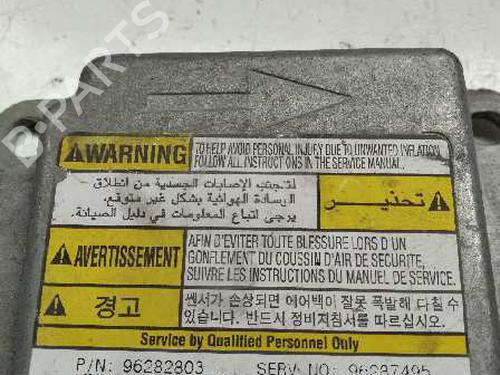 B-PARTS
WARNING
TO HELP AVOID PERSONAL INJURY DUE TO UNWANTED INFLATION
FOLLOW ALL INSTRUCTIONS IN THE SERVICE MANUAL.
تحذير
لتجنب الإصابات الجسدية من انطلاق
الوسادة الهوائية بشكل غير متوقع,
يرجى اتباع المعلومات في دليل الصيانة.
AVERTISSEMENT
AFIN D'EVITER TOUTE BLESSURE LORS D'UN
GONFLEMENT DU COUSSIN D'AIR DE SECURITE,
SUIVRE LES INSTRUCTIONS DU MANUEL DE SERVICE.
경고
쎈서가 손상되면 에어백이 잘못 폭발해 다칠 수
있습니다. 반드시 정비지침서를 따르십시오.
Service by Qualified Personnel Only
P/N: 96282803 SERV NO: 96287495